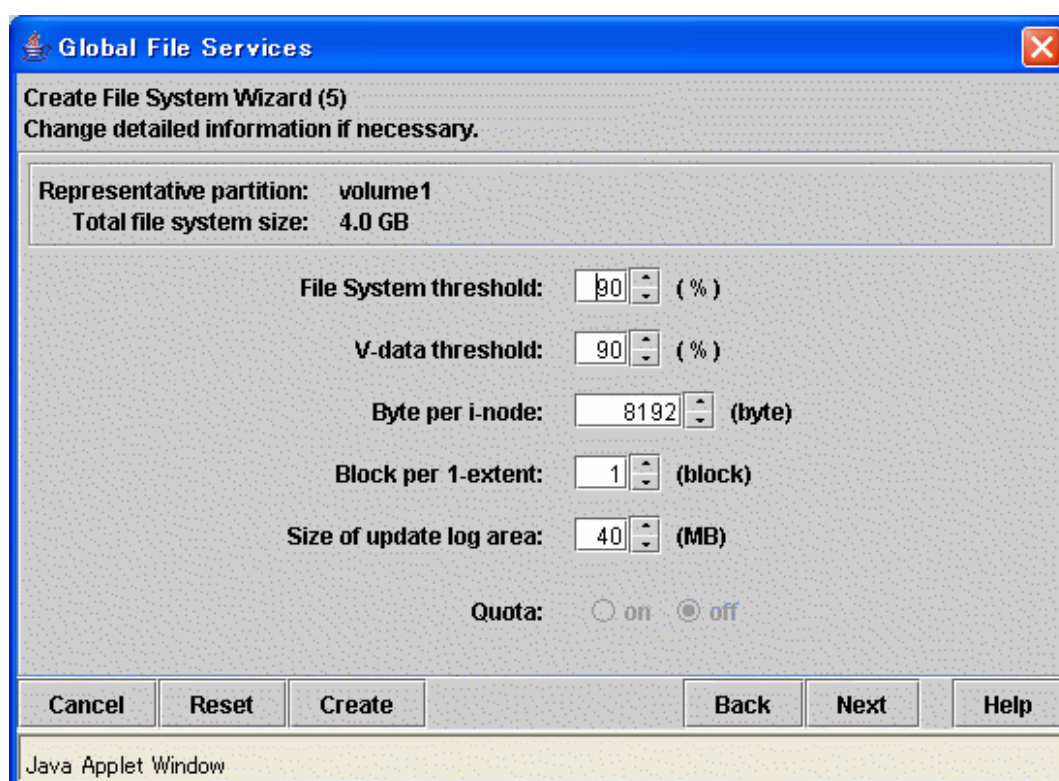 Global File Services
Create File System Wizard (5)
Change detailed information if necessary.
Representative partition: volume1
Total file system size: 4.0 GB
File System threshold: 90 ( % )
V-data threshold: 90 ( % )
Byte per i-node: 8192 (byte)
Block per 1-extent: 1 (block)
Size of update log area: 40 (MB)
Quota: on off
Cancel Reset Create Back Next Help
Java Applet Window